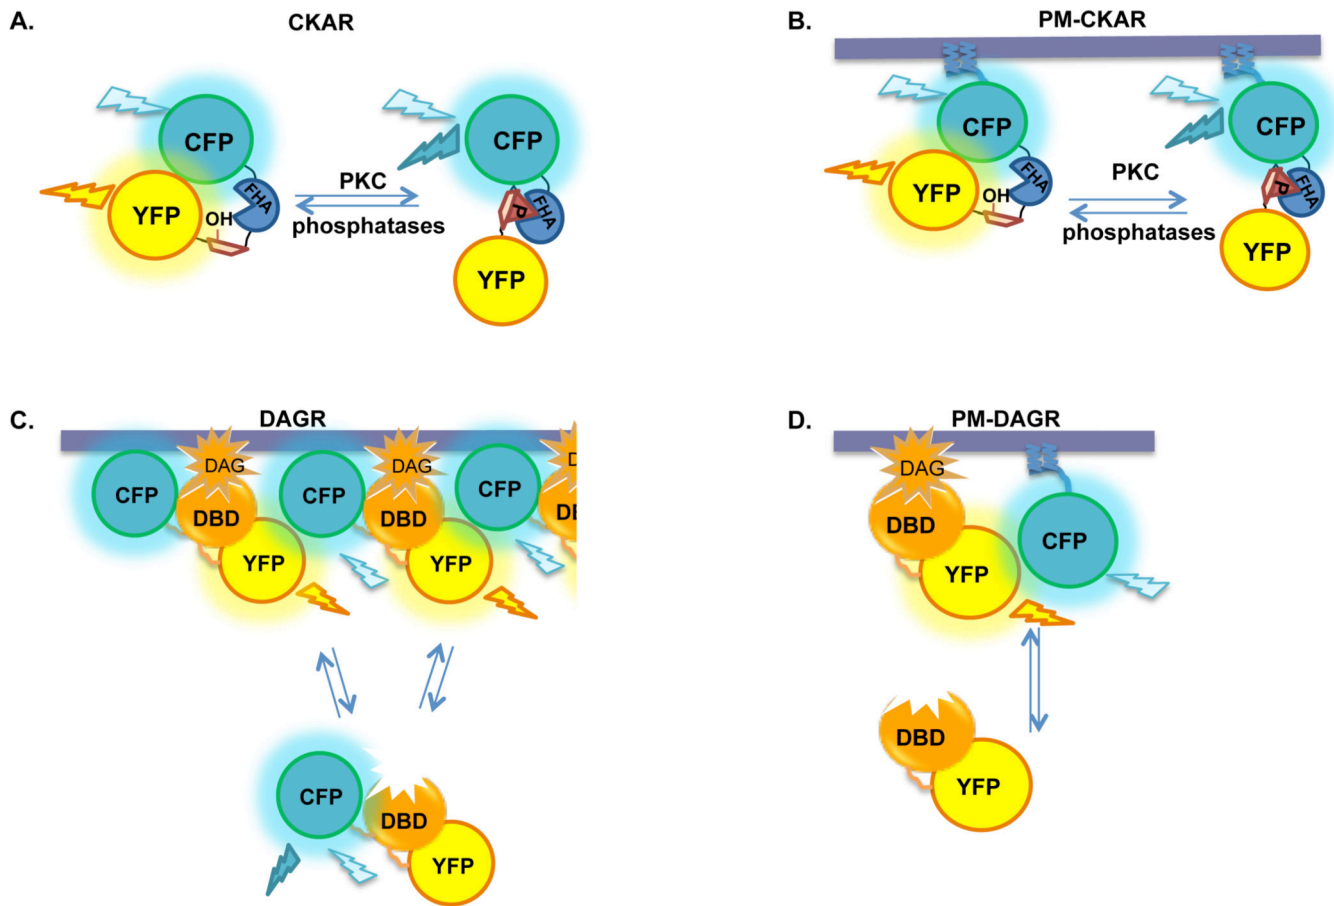 A.
CKAR
CFP
YFP
OH
FHA
PKC
phosphatases
CFP
P
FHA
YFP
B.
PM-CKAR
CFP
YFP
OH
FHA
PKC
phosphatases
CFP
P
FHA
YFP
C.
DAGR
CFP
DAG
DBD
YFP
CFP
DAG
DBD
YFP
CFP
CFP
DBD
YFP
D.
PM-DAGR
DAG
DBD
YFP
CFP
DBD
YFP